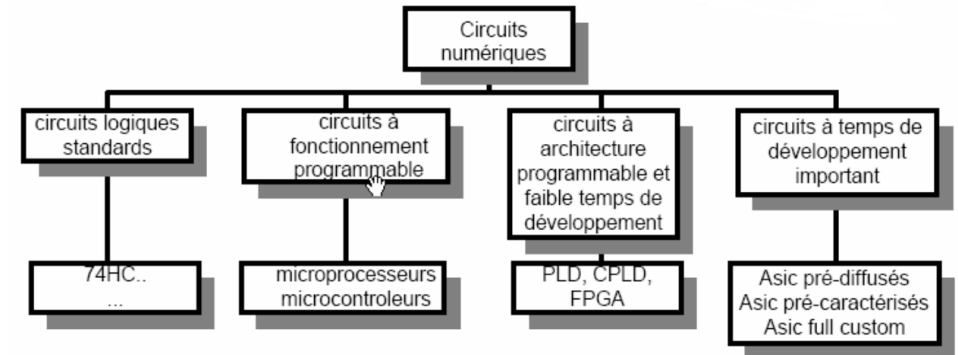 Circuits
numériques
circuits logiques
standards
circuits à
fonctionnement
programmable
circuits à
architecture
programmable et
faible temps de
développement
circuits à temps de
développement
important
74HC..
...
microprocesseurs
microcontroleurs
PLD, CPLD,
FPGA
Asic pré-diffusés
Asic pré-caractérisés
Asic full custom